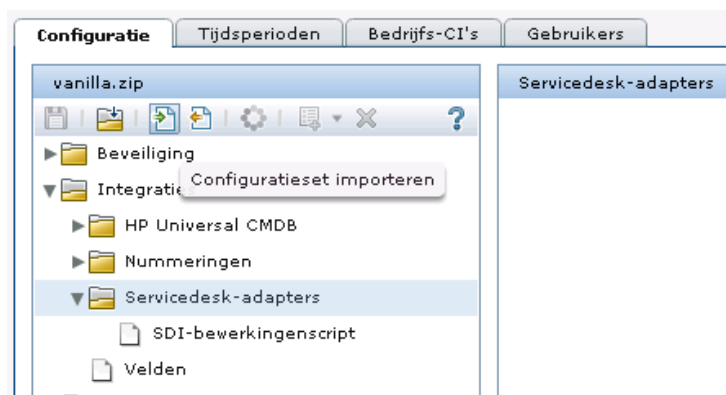 Configuratie Tijdsperioden Bedrijfs-CI's Gebruikers
vanilla.zip Servicedesk-adapters
?
Beveiliging
Configuratieset importeren
Integraties
HP Universal CMDB
Nummeringen
Servicedesk-adapters
SDI-bewerkingenscript
Velden